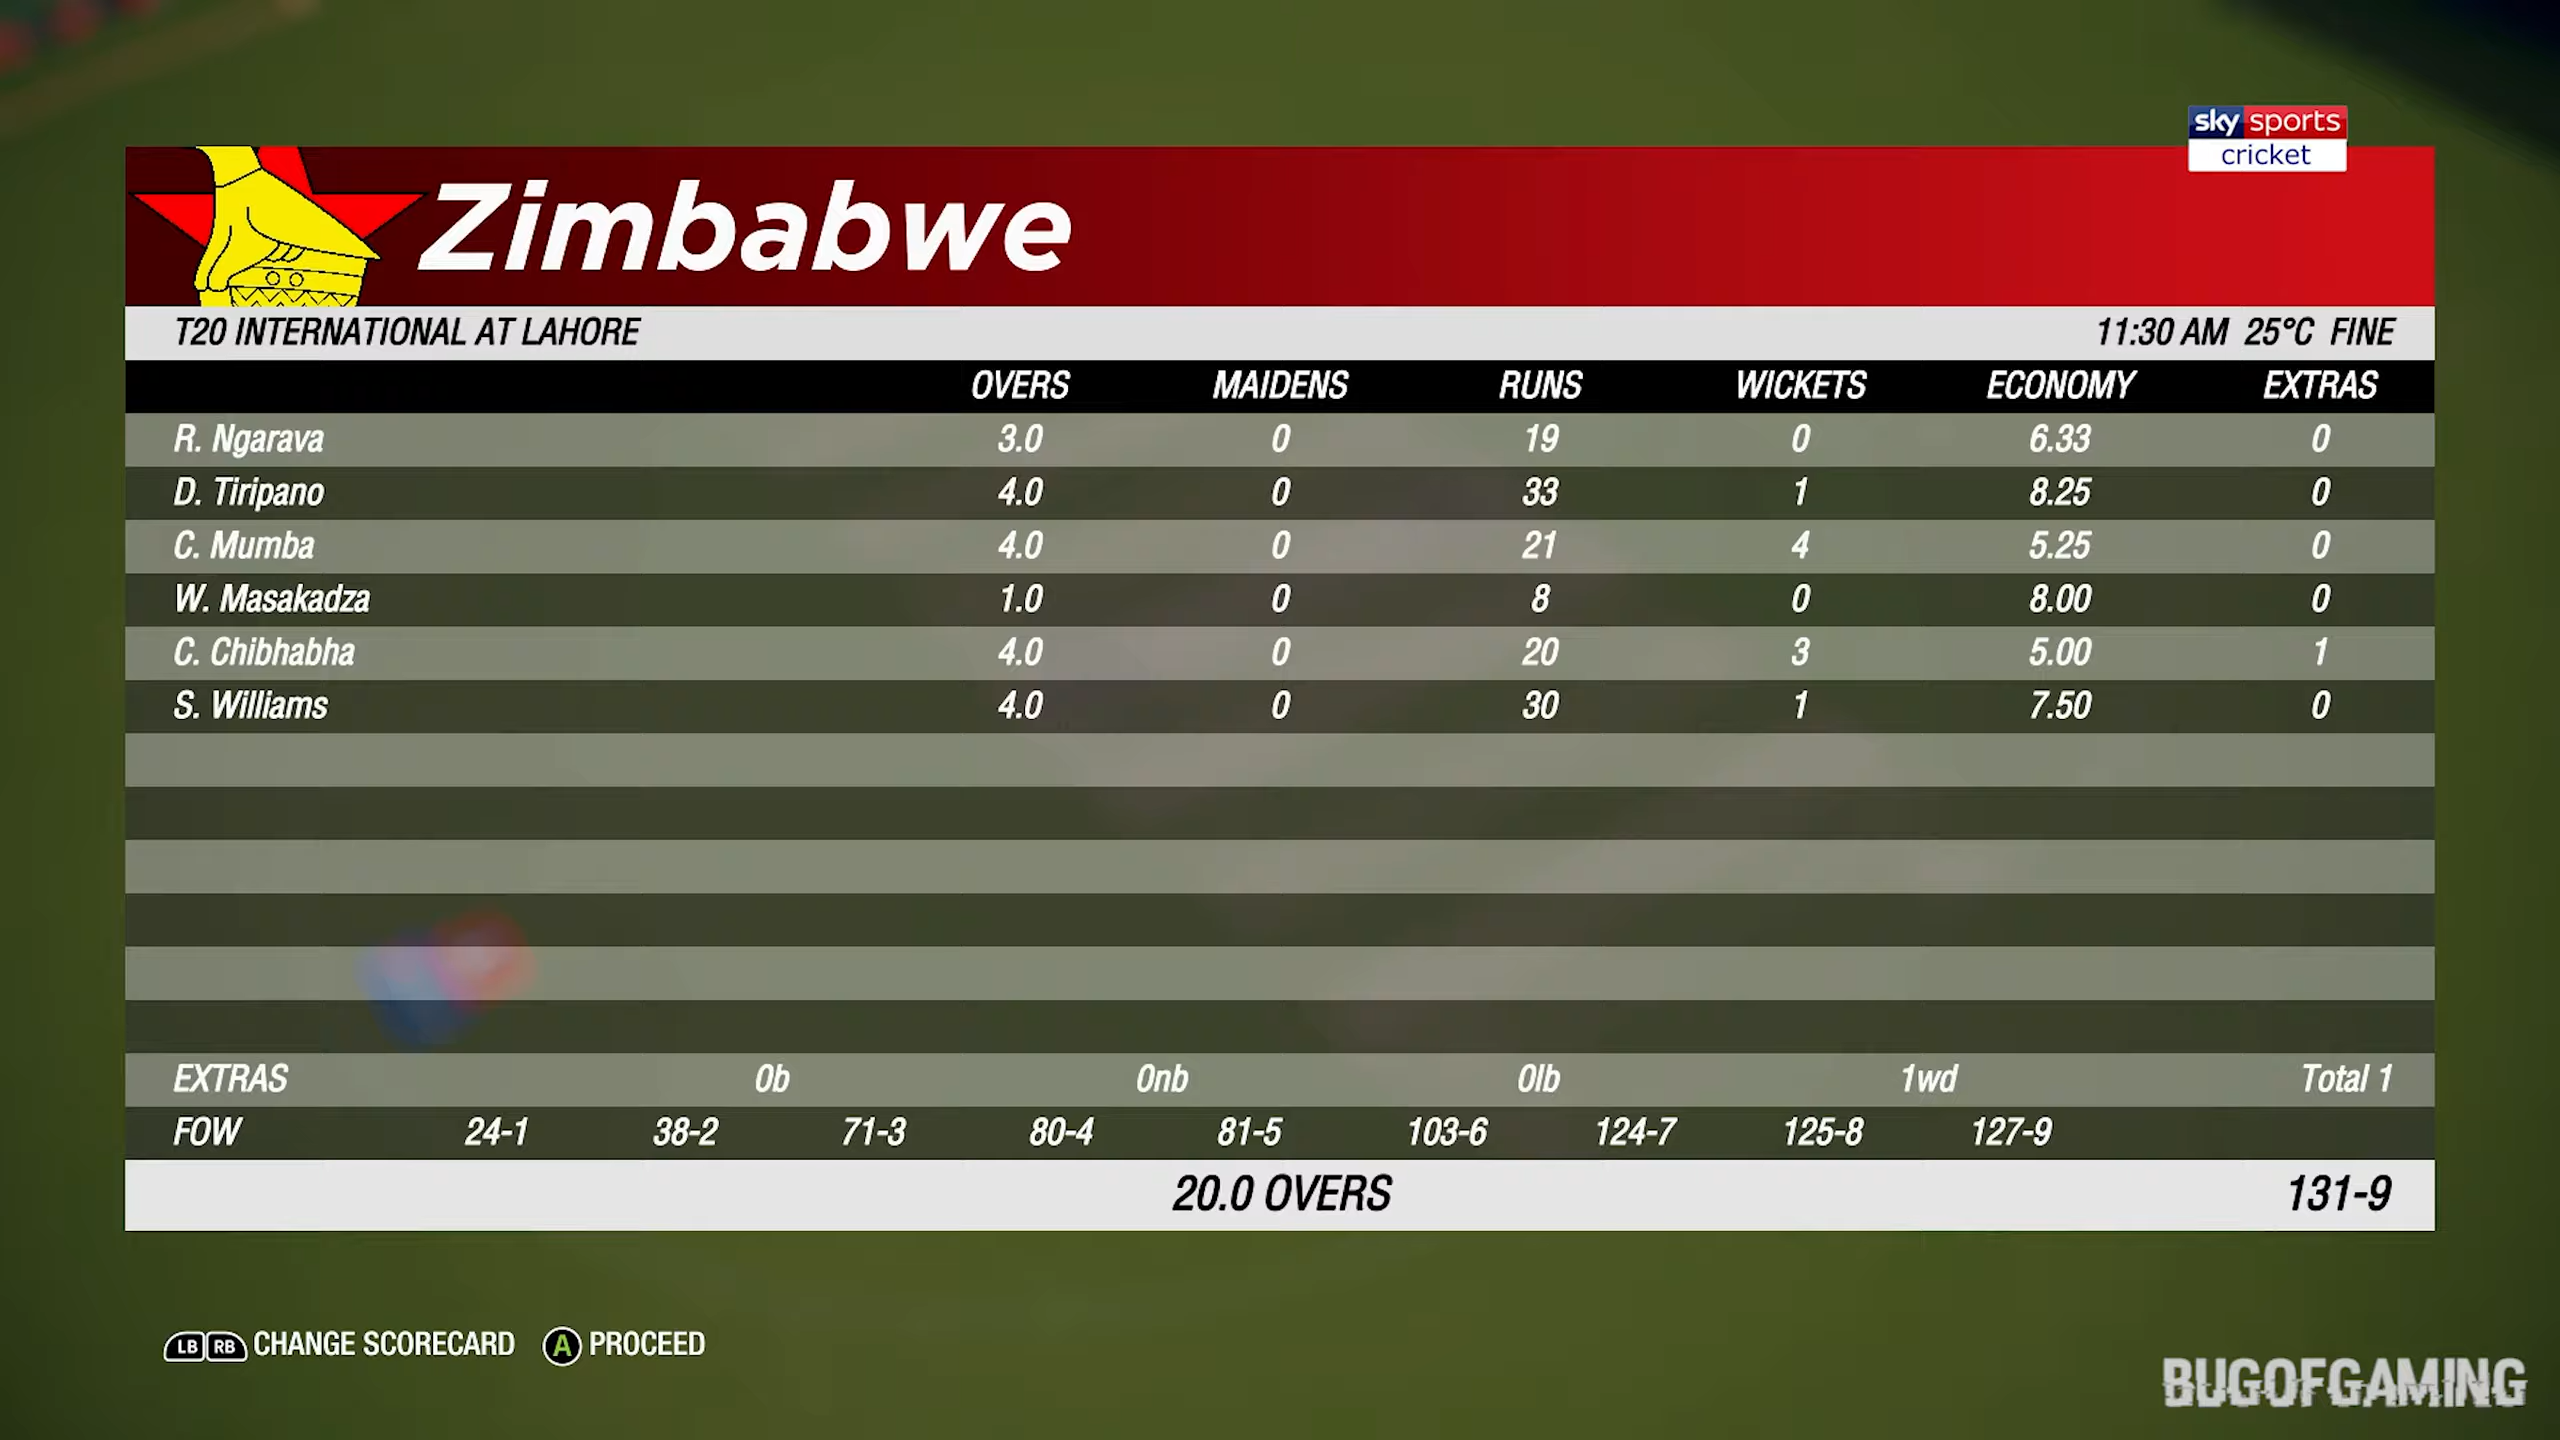 sky sports
cricket
Zimbabwe
T20 INTERNATIONAL AT LAHORE 11:30 AM 25°C FINE
OVERS MAIDENS RUNS WICKETS ECONOMY EXTRAS
R. Ngarava 3.0 0 19 0 6.33 0
D. Tiripano 4.0 0 33 1 8.25 0
C. Mumba 4.0 0 21 4 5.25 0
W. Masakadza 1.0 0 8 0 8.00 0
C. Chibhabha 4.0 0 20 3 5.00 1
S. Williams 4.0 0 30 1 7.50 0
EXTRAS 0b 0nb 0lb 1wd Total 1
FOW 24-1 38-2 71-3 80-4 81-5 103-6 124-7 125-8 127-9
20.0 OVERS 131-9
LB RB CHANGE SCORECARD A PROCEED
BUGOFGAMING